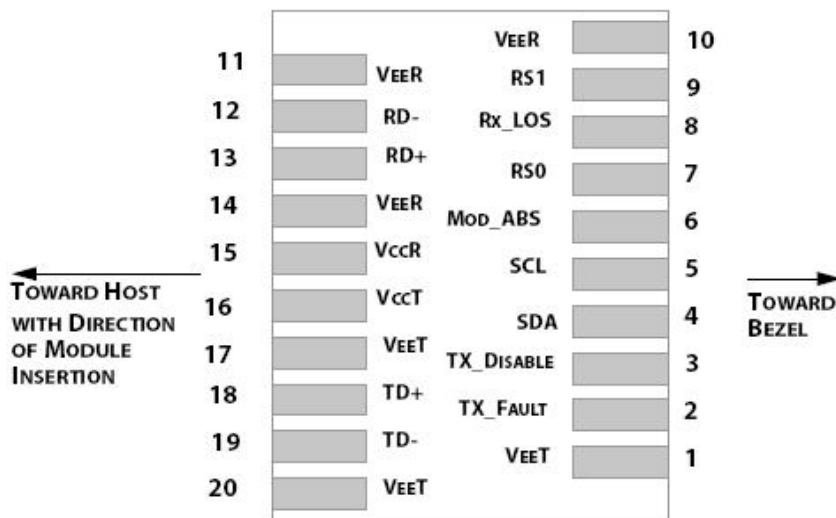 11 VEER
12 RD-
13 RD+
14 VEER
15 VCCR
16 VCCT
17 VEET
18 TD+
19 TD-
20 VEET
VEER 10
RS1 9
RX_LOS 8
RS0 7
MOD_ABS 6
SCL 5
SDA 4
TX_DISABLE 3
TX_FAULT 2
VEET 1
TOWARD HOST
WITH DIRECTION
OF MODULE
INSERTION
TOWARD
BEZEL